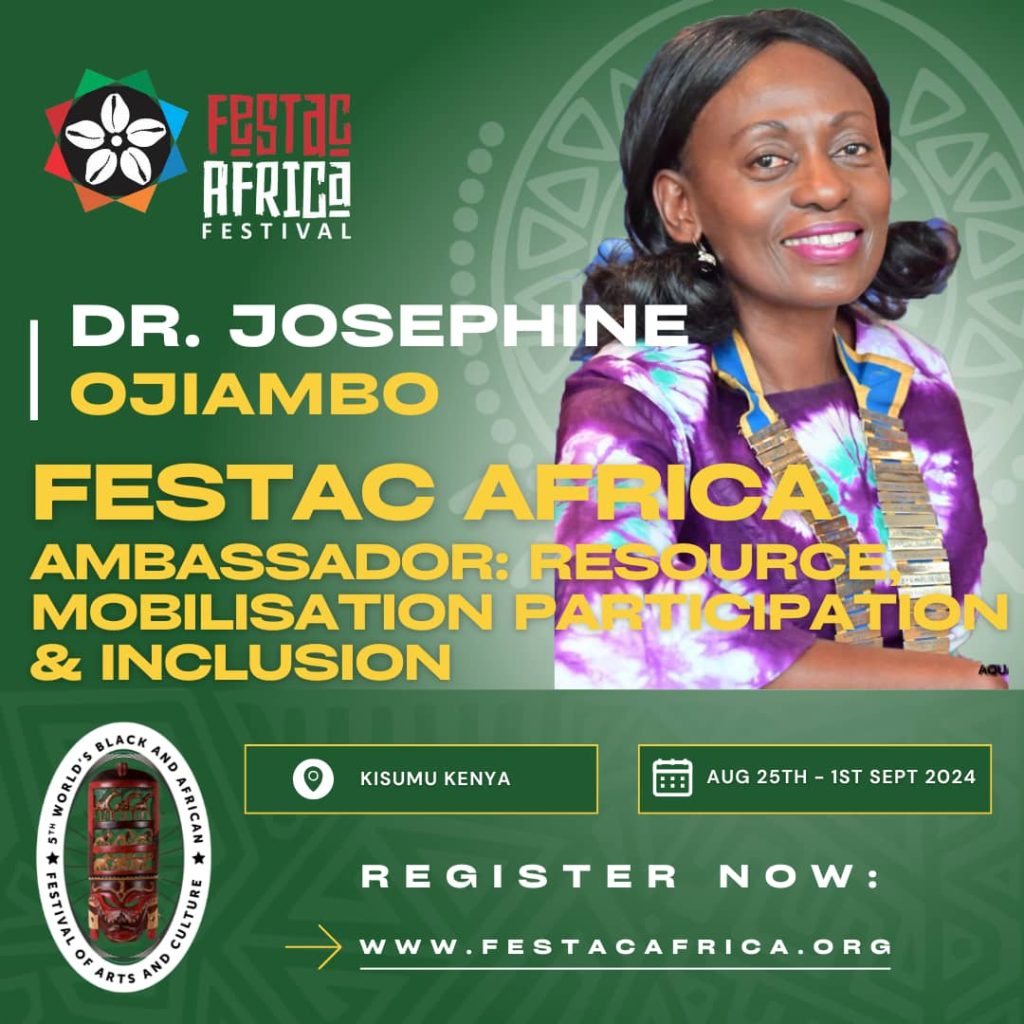 FESTAC
AFRICA
FESTIVAL
DR. JOSEPHINE
OJIAMBO
FESTAC AFRICA
AMBASSADOR: RESOURCE,
MOBILISATION PARTICIPATION
& INCLUSION
AQU
5TH WORLD'S BLACK AND AFRICAN
FESTIVAL OF ARTS AND CULTURE
KISUMU KENYA
AUG 25TH - 1ST SEPT 2024
REGISTER NOW:
WWW.FESTACAFRICA.ORG